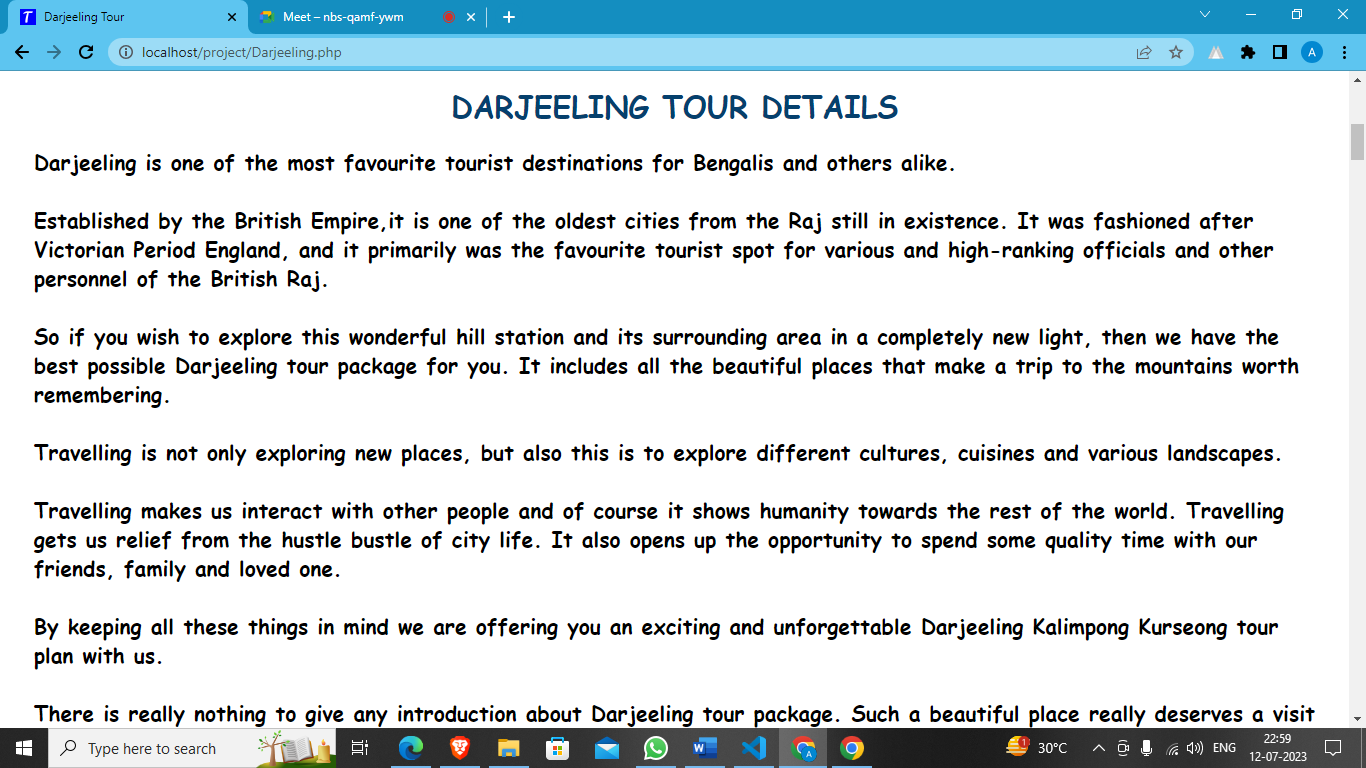 Darjeeling Tour
Meet – nbs-qamf-ywm
localhost/project/Darjeeling.php
A
DARJEELING TOUR DETAILS
Darjeeling is one of the most favourite tourist destinations for Bengalis and others alike.
Established by the British Empire,it is one of the oldest cities from the Raj still in existence. It was fashioned after
Victorian Period England, and it primarily was the favourite tourist spot for various and high-ranking officials and other
personnel of the British Raj.
So if you wish to explore this wonderful hill station and its surrounding area in a completely new light, then we have the
best possible Darjeeling tour package for you. It includes all the beautiful places that make a trip to the mountains worth
remembering.
Travelling is not only exploring new places, but also this is to explore different cultures, cuisines and various landscapes.
Travelling makes us interact with other people and of course it shows humanity towards the rest of the world. Travelling
gets us relief from the hustle bustle of city life. It also opens up the opportunity to spend some quality time with our
friends, family and loved one.
By keeping all these things in mind we are offering you an exciting and unforgettable Darjeeling Kalimpong Kurseong tour
plan with us.
There is really nothing to give any introduction about Darjeeling tour package. Such a beautiful place really deserves a visit
Type here to search
1
30°C
ENG
22:59
12-07-2023